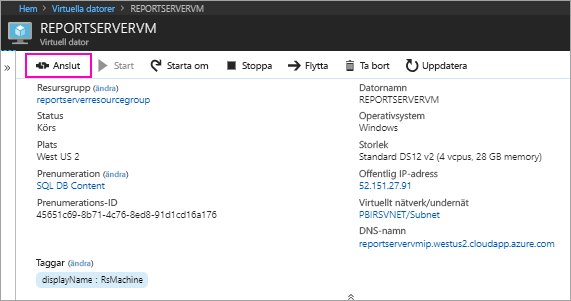 Hem > Virtuella datorer > REPORTSERVERVM
REPORTSERVERVM
Virtuell dator
» Anslut Start Starta om Stoppa Flytta Ta bort Uppdatera
Resursgrupp (ändra)
reportserverresourcegroup
Status
Körs
Plats
West US 2
Prenumeration (ändra)
SQL DB Content
Prenumerations-ID
45651c69-8b71-4c76-8ed8-91d1cd16a176
Datornamn
REPORTSERVERVM
Operativsystem
Windows
Storlek
Standard DS12 v2 (4 vcpus, 28 GB memory)
Offentlig IP-adress
52.151.27.91
Virtuellt nätverk/undernät
PBIRSVNET/Subnet
DNS-namn
reportservervmip.westus2.cloudapp.azure.com
Taggar (ändra)
displayName : RsMachine